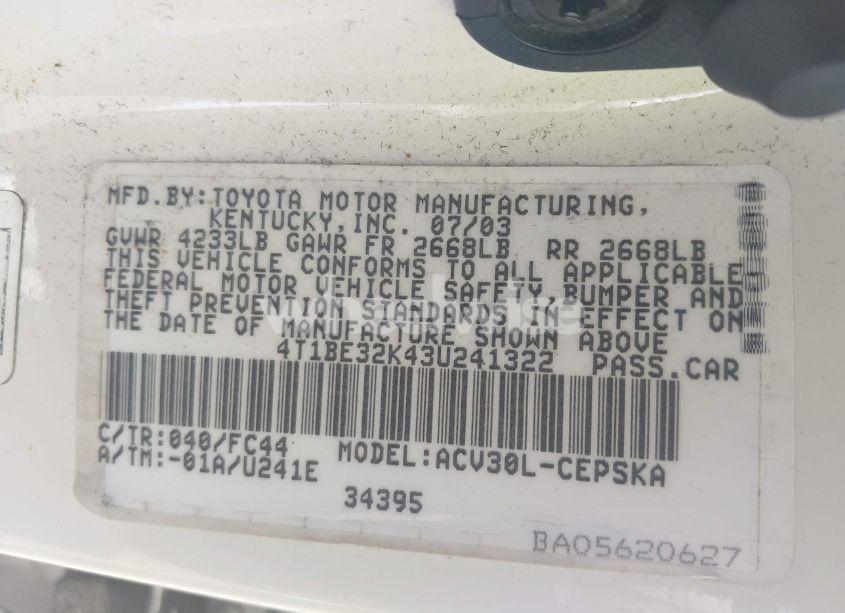 MFD.BY:TOYOTA MOTOR MANUFACTURING,
KENTUCKY,INC. 07/03
GVWR 4233LB GAWR FR 2668LB RR 2668LB
THIS VEHICLE CONFORMS TO ALL APPLICABLE
FEDERAL MOTOR VEHICLE SAFETY,BUMPER AND
THEFT PREVENTION STANDARDS IN EFFECT ON
THE DATE OF MANUFACTURE SHOWN ABOVE
4T1BE32K43U241322 PASS.CAR
C/TR:040/FC44
A/TM:-01A/U241E
MODEL:ACV30L-CEPSKA
34395
BA05620627